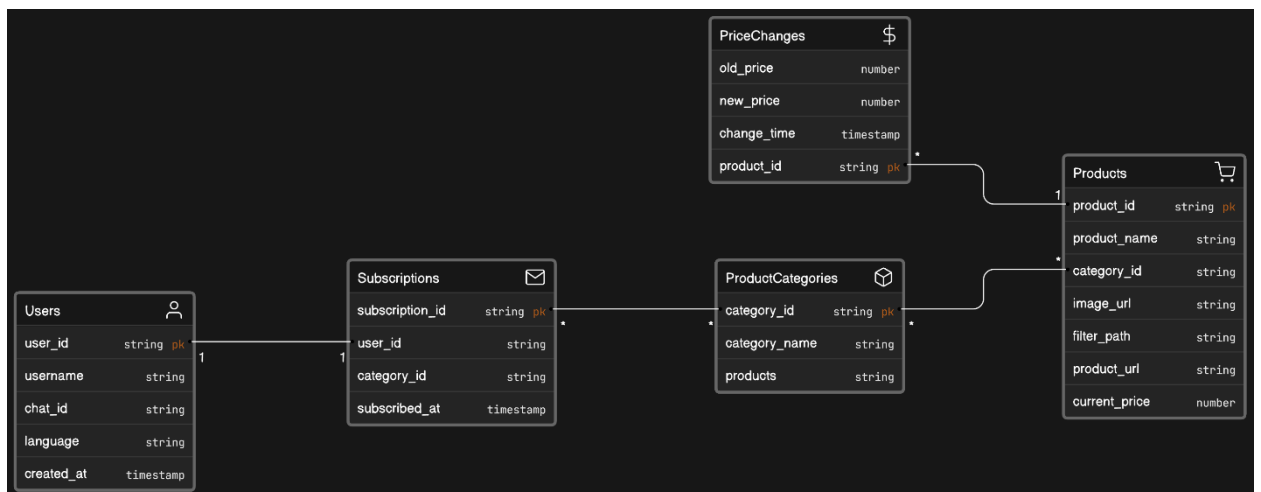 PriceChanges $
old_price number
new_price number
change_time timestamp
product_id string pk
*
1
Products
product_id string pk
product_name string
category_id string
image_url string
filter_path string
product_url string
current_price number
*
Subscriptions
subscription_id string pk
user_id string
category_id string
subscribed_at timestamp
*
1
ProductCategories
category_id string pk
category_name string
products string
*
*
Users
user_id string pk
username string
chat_id string
language string
created_at timestamp
1